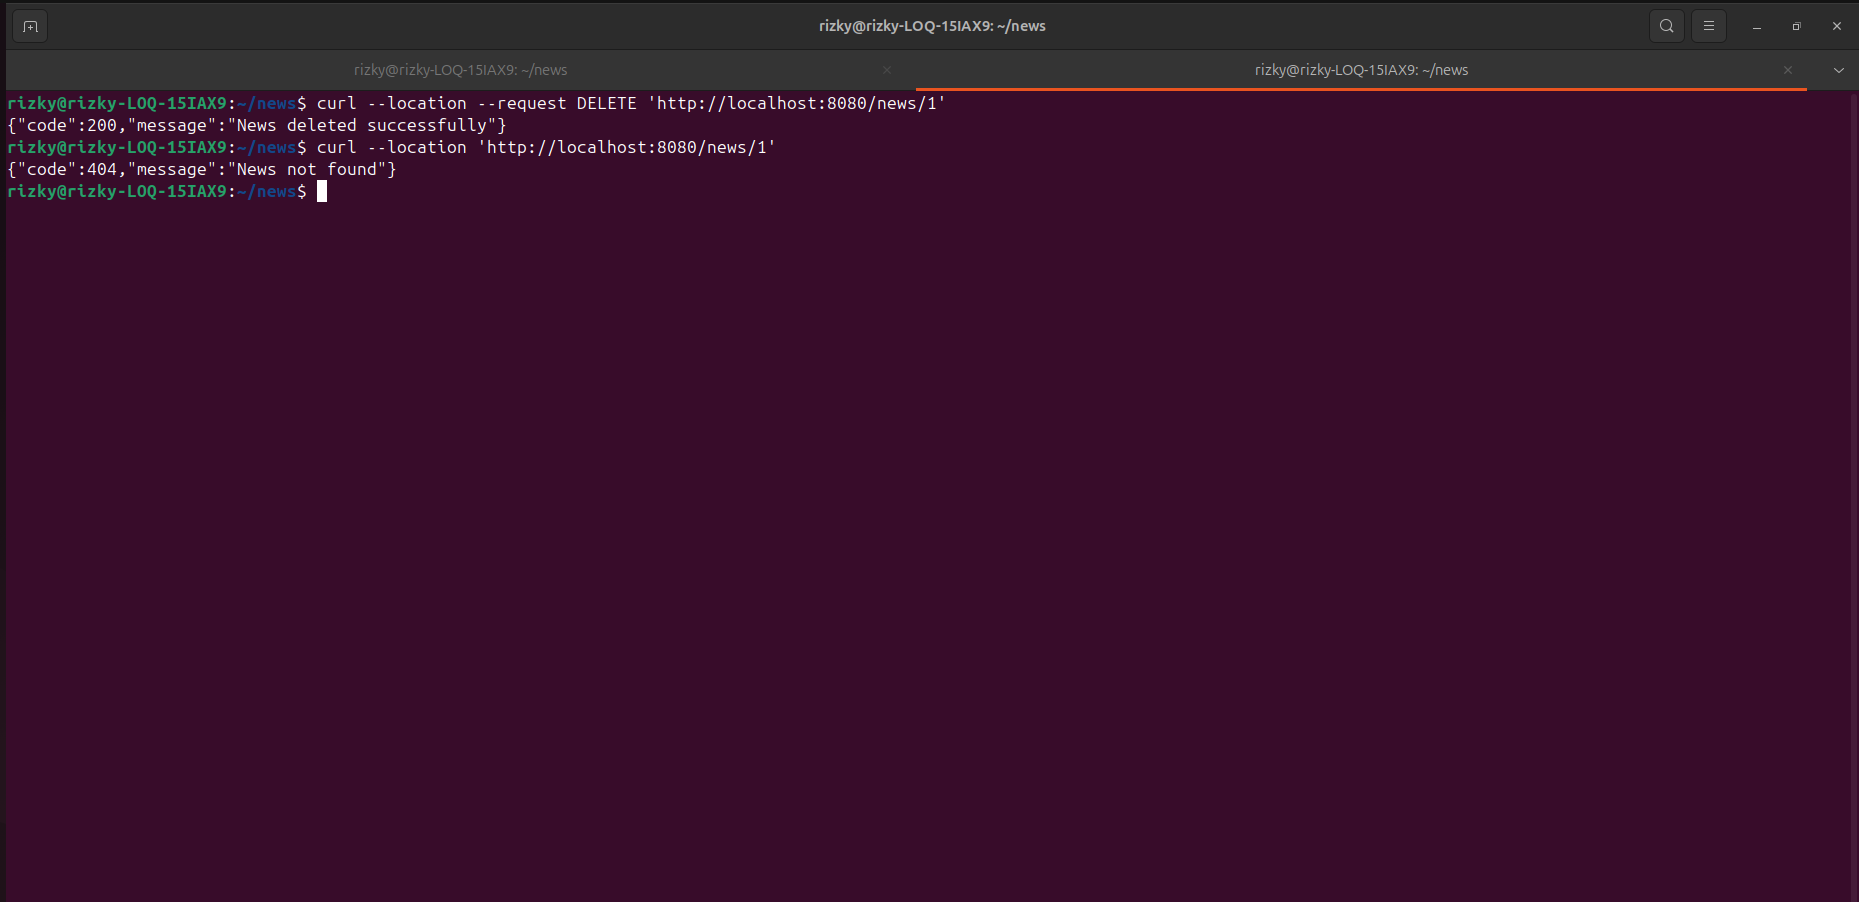 rizky@rizky-LOQ-15IAX9: ~/news
rizky@rizky-LOQ-15IAX9: ~/news
rizky@rizky-LOQ-15IAX9: ~/news
rizky@rizky-LOQ-15IAX9:~/news$ curl --location --request DELETE 'http://localhost:8080/news/1'
{"code":200,"message":"News deleted successfully"}
rizky@rizky-LOQ-15IAX9:~/news$ curl --location 'http://localhost:8080/news/1'
{"code":404,"message":"News not found"}
rizky@rizky-LOQ-15IAX9:~/news$